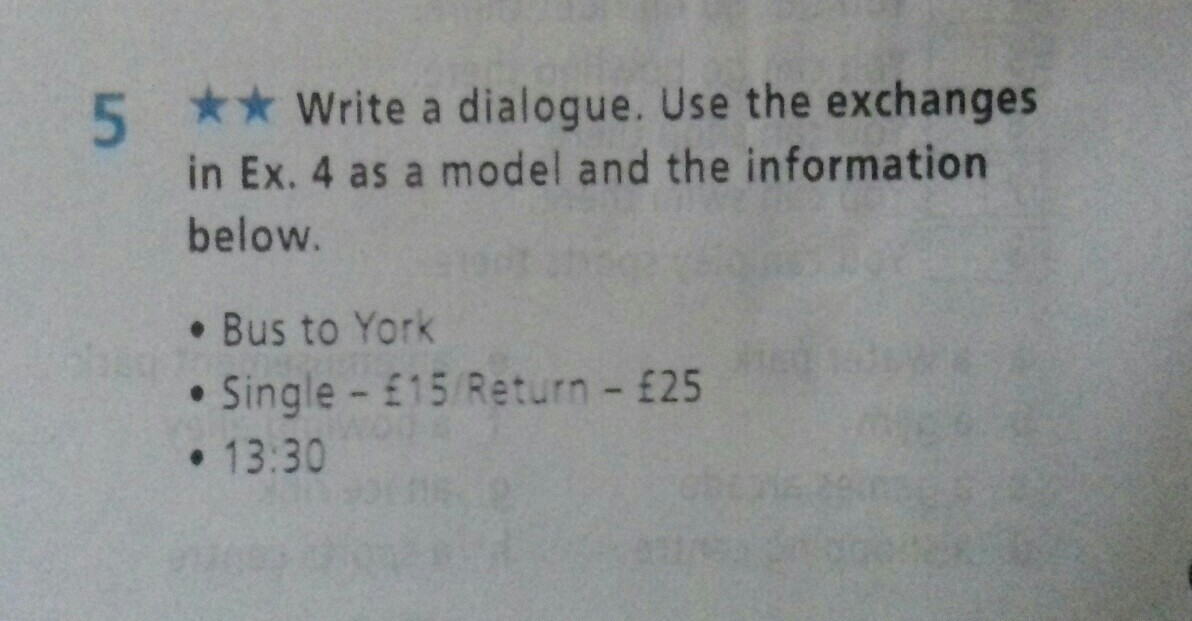 5 ★★ Write a dialogue. Use the exchanges
in Ex. 4 as a model and the information
below.
• Bus to York
• Single – £15/Return – £25
• 13:30